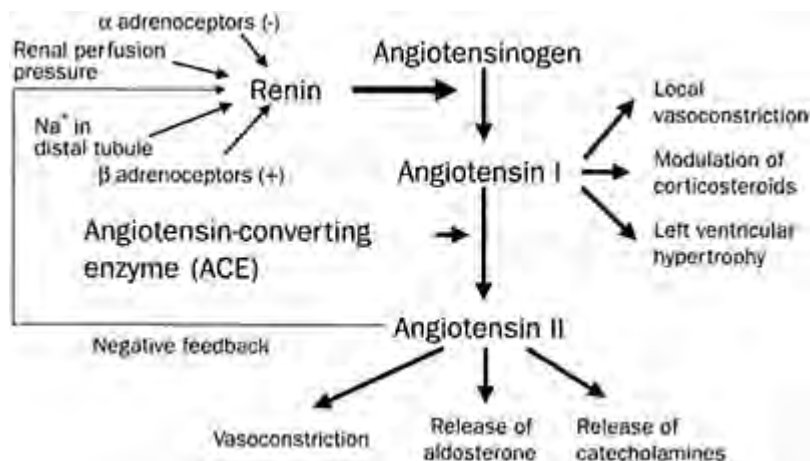 α adrenoceptors (-)
Renal perfusion
pressure
Renin
Na⁺ in
distal tubule
β adrenoceptors (+)
Angiotensinogen
Angiotensin I
Local
vasoconstriction
Modulation of
corticosteroids
Left ventricular
hypertrophy
Angiotensin-converting
enzyme (ACE)
Angiotensin II
Negative feedback
Vasoconstriction
Release of
aldosterone
Release of
catecholamines